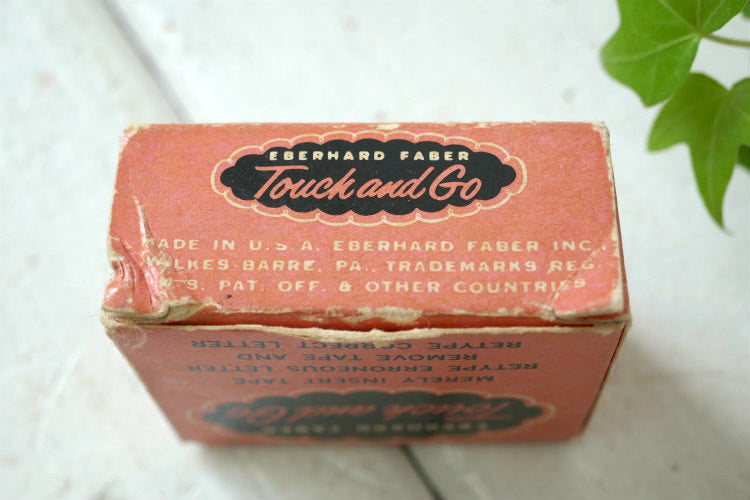 EBERHARD FABER
Touch and Go
MADE IN U.S.A. EBERHARD FABER INC.
WILKES-BARRE, PA., TRADEMARKS REG.
U.S. PAT. OFF. & OTHER COUNTRIES
EBERHARD FABER
Touch and Go
MERELY INSERT TAPE
RETYPE ERRONEOUS LETTER
REMOVE TAPE AND
RETYPE CORRECT LETTER